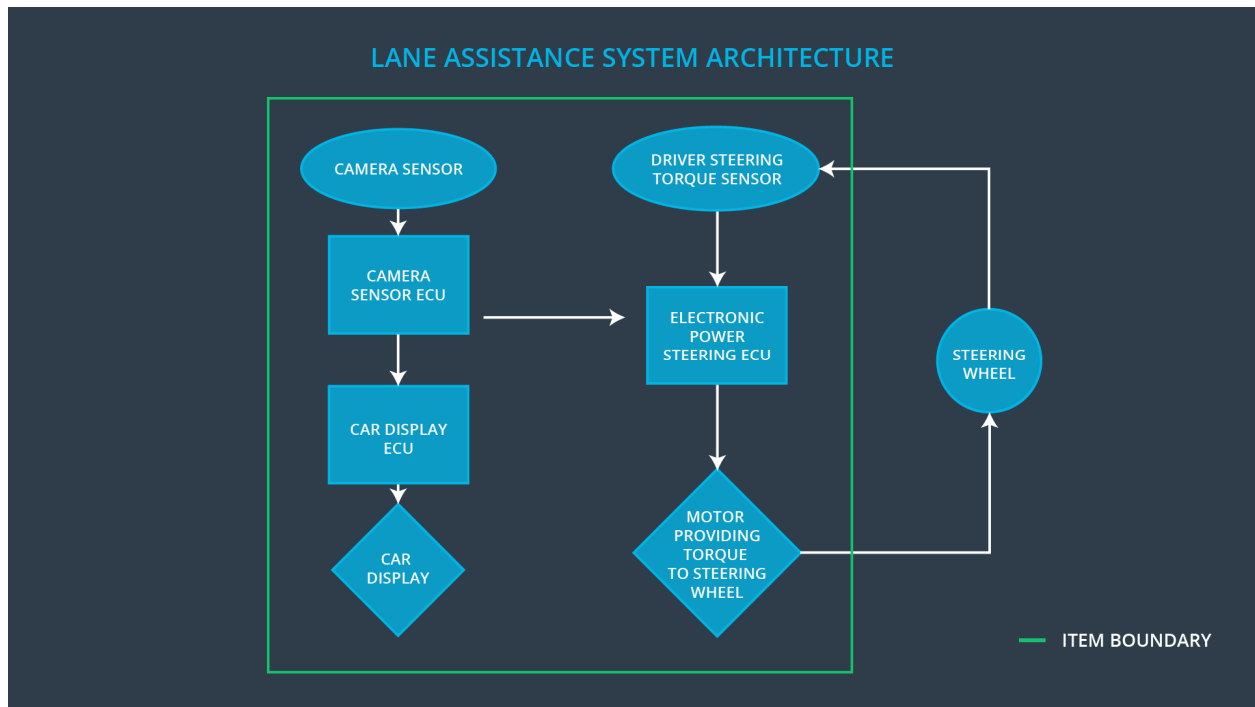 LANE ASSISTANCE SYSTEM ARCHITECTURE
CAMERA SENSOR
CAMERA
SENSOR ECU
CAR DISPLAY
ECU
CAR
DISPLAY
DRIVER STEERING
TORQUE SENSOR
ELECTRONIC
POWER
STEERING ECU
MOTOR
PROVIDING
TORQUE
TO STEERING
WHEEL
STEERING
WHEEL
ITEM BOUNDARY